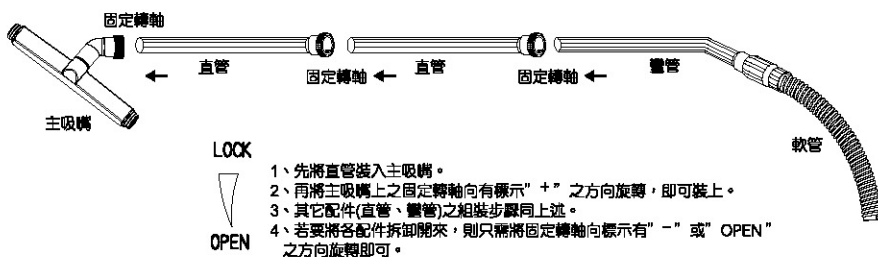 固定轉軸
直管
固定轉軸
直管
固定轉軸
彎管
主吸嘴
軟管
LOCK
OPEN
1、先將直管裝入主吸嘴。
2、再將主吸嘴上之固定轉軸向有標示"+"之方向旋轉，即可裝上。
3、其它配件(直管、彎管)之組裝步驟同上述。
4、若要將各配件拆卸開來，則只需將固定轉軸向標示有"-"或"OPEN"
之方向旋轉即可。